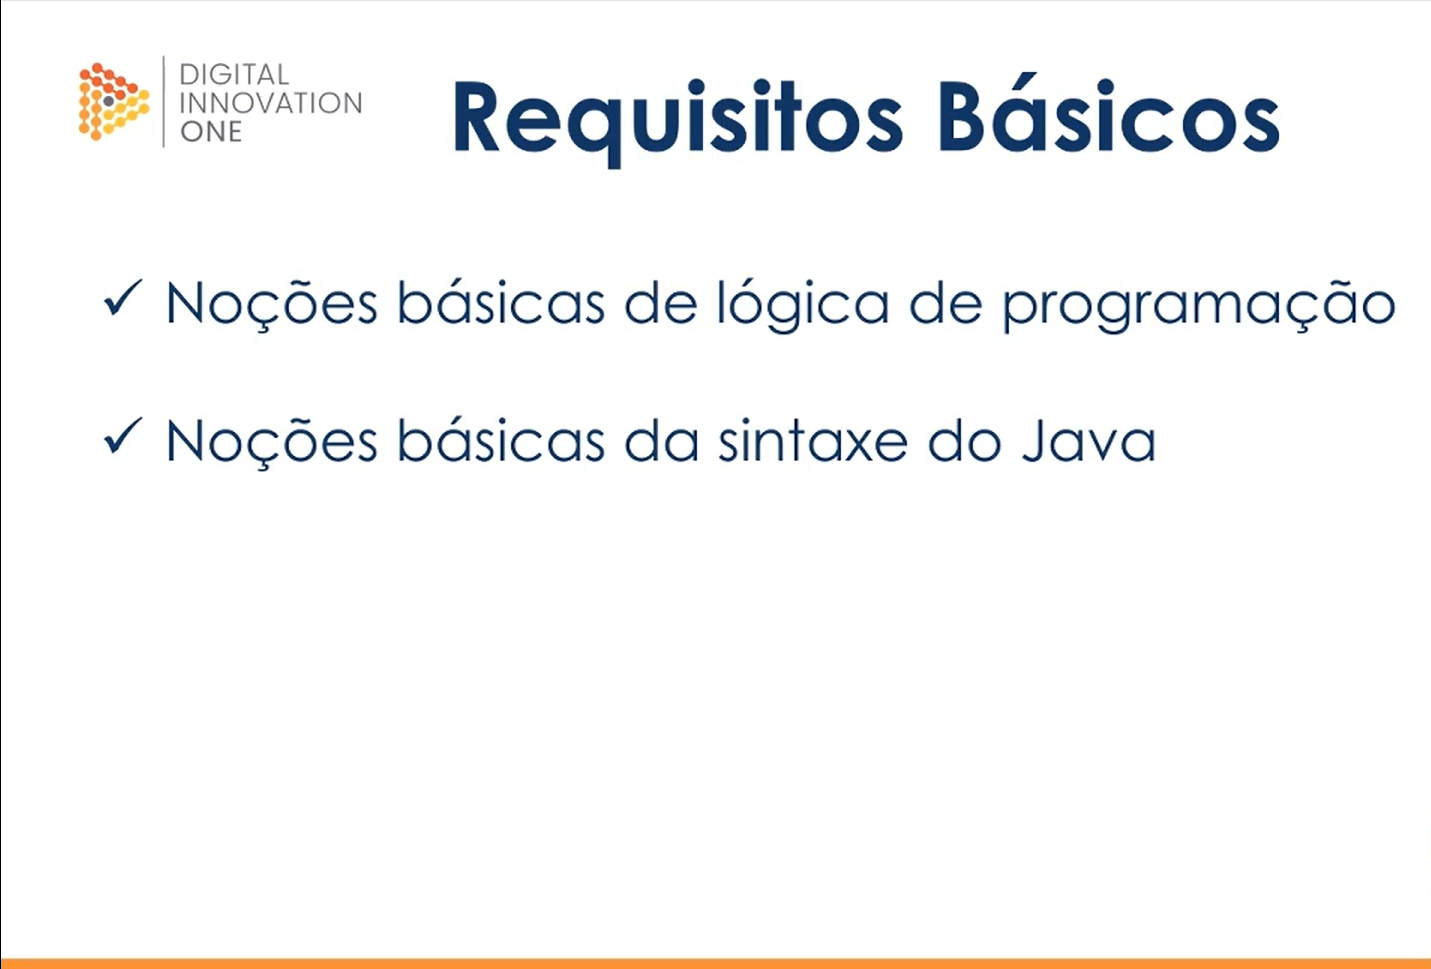 DIGITAL
INNOVATION
ONE
Requisitos Básicos
✓ Noções básicas de lógica de programação
✓ Noções básicas da sintaxe do Java